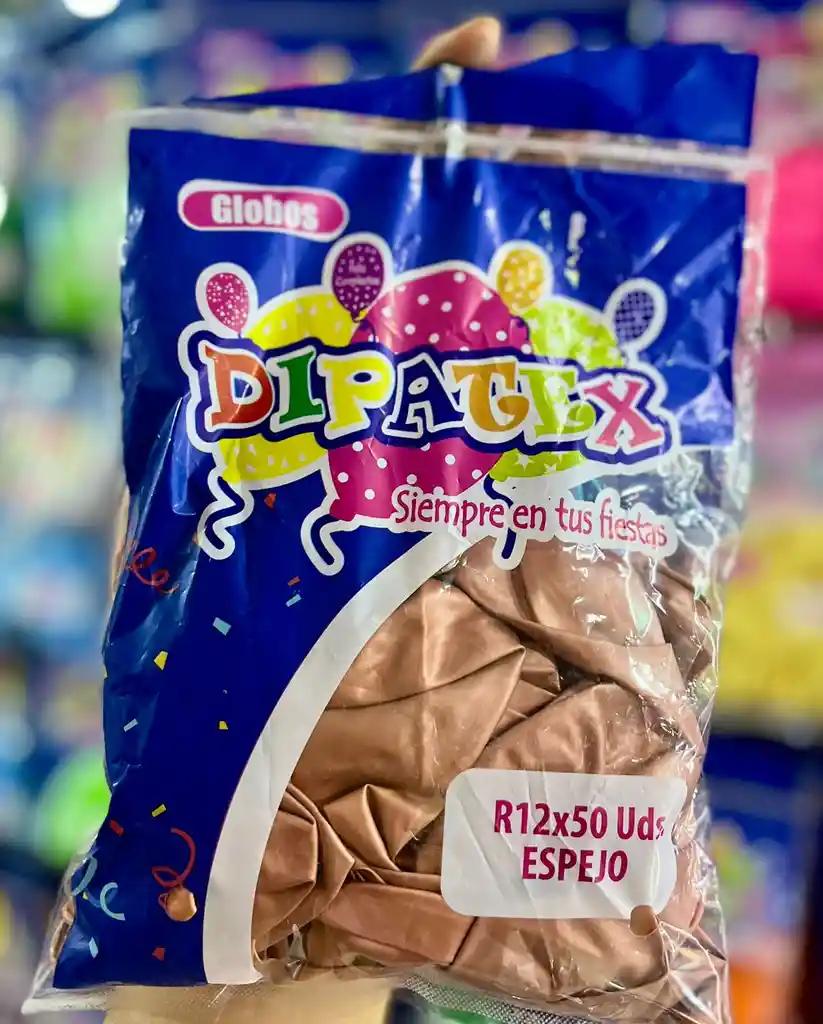 Globos
DIPATEX
Siempre en tus fiestas
R12x50 Uds
ESPEJO